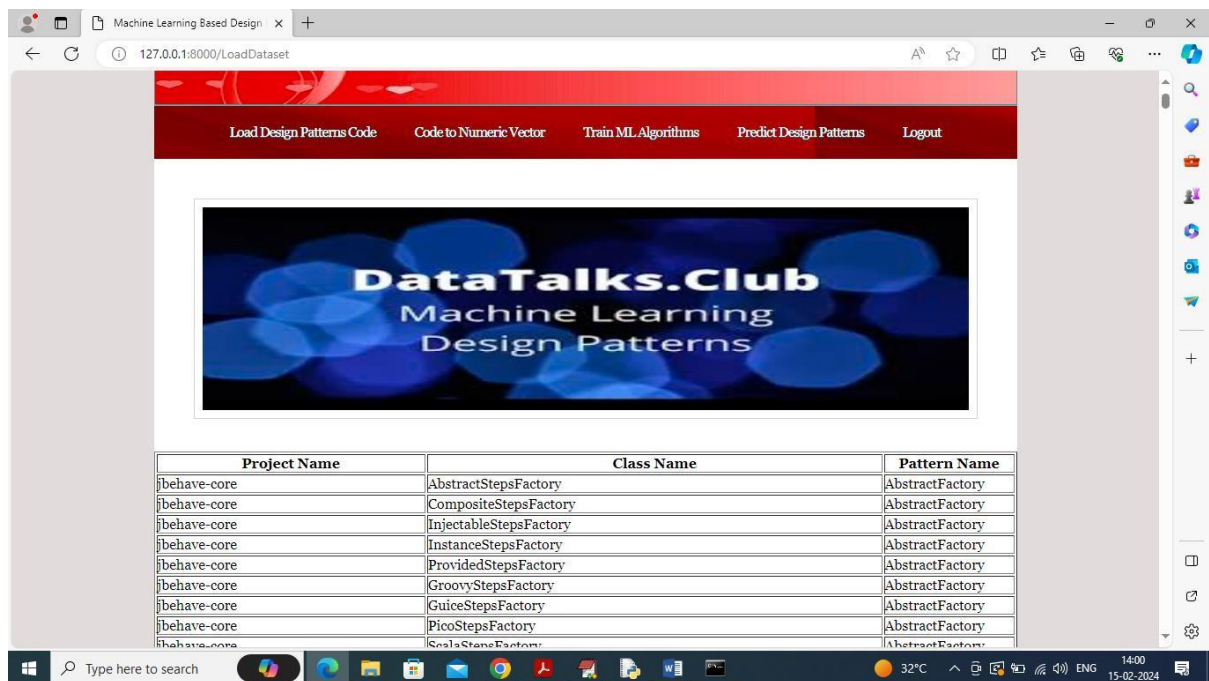 Machine Learning Based Design
127.0.0.1:8000/LoadDataset
Load Design Patterns Code Code to Numeric Vector Train ML Algorithms Predict Design Patterns Logout
DataTalks.Club
Machine Learning
Design Patterns
Project Name Class Name Pattern Name
jbehave-core AbstractStepsFactory AbstractFactory
jbehave-core CompositeStepsFactory AbstractFactory
jbehave-core InjectableStepsFactory AbstractFactory
jbehave-core InstanceStepsFactory AbstractFactory
jbehave-core ProvidedStepsFactory AbstractFactory
jbehave-core GroovyStepsFactory AbstractFactory
jbehave-core GuiceStepsFactory AbstractFactory
jbehave-core PicoStepsFactory AbstractFactory
jbehave-core ScalaStepsFactory AbstractFactory
Type here to search 32°C ENG 14:00
15-02-2024